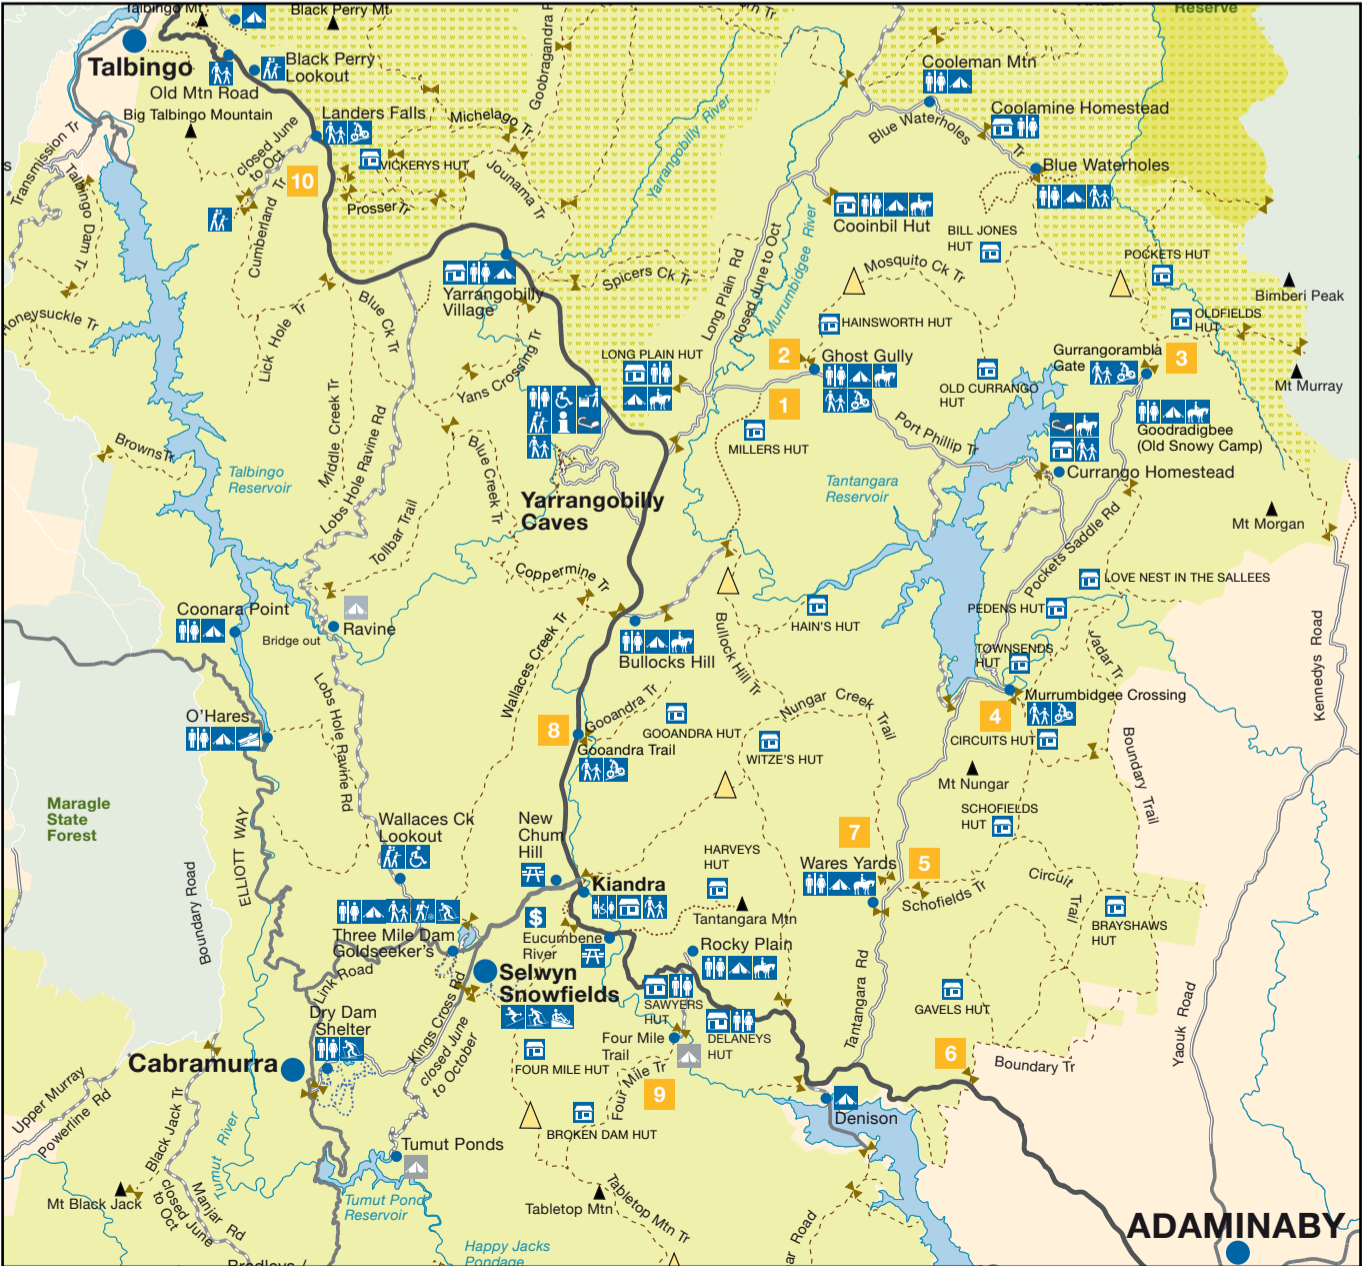 Talbingo Mt
Black Perry Mt
Reserve
Talbingo
Black Perry
Lookout
Old Mtn Road
Big Talbingo Mountain
Landers Falls
closed June
to Oct
VICKERYS HUT
Michelago Tr
Jounama Tr
Goobragandra R
Yarrangobilly River
Cooleman Mtn
Coolamine Homestead
Blue Waterholes
Tr
Blue Waterholes
Transmission Tr
Talbingo Dam Tr
10
Cumberland Tr
Prosser Tr
Cooinbil Hut
BILL JONES
HUT
POCKETS HUT
Bimberi Peak
Yarrangobilly
Village
Spicers Ck Tr
Long Plain Rd
closed June to Oct
Murrumbidgee River
Mosquito Ck Tr
HAINSWORTH HUT
OLDFIELDS
HUT
Honeysuckle Tr
Lick Hole Tr
Blue Ck Tr
Yans Crossing Tr
LONG PLAIN HUT
2
Ghost Gully
Gurrangorambla
Gate
3
Mt Murray
OLD CURRANGO
HUT
1
Goodradigbee
(Old Snowy Camp)
Middle Creek Tr
Lobs Hole Ravine Rd
MILLERS HUT
Port Phillip Tr
Browns Tr
Blue Creek Tr
Talbingo
Reservoir
Tantangara
Reservoir
Currango Homestead
Yarrangobilly
Caves
Mt Morgan
Tollbar Trail
Pockets Saddle Rd
Coppermine Tr
LOVE NEST IN THE SALLEES
PEDENS HUT
Coonara Point
Ravine
Bridge out
HAIN'S HUT
Bullock Hill Tr
Bullocks Hill
TOWNSENDS
HUT
Jadar Tr
Kennedys Road
Wallaces Creek Tr
Lobs Hole Ravine Rd
O'Hares
8
Gooandra Tr
GOOANDRA HUT
Gooandra Trail
Nungar Creek Trail
WITZE'S HUT
Murrumbidgee Crossing
4
CIRCUITS HUT
Boundary Trail
Mt Nungar
Maragle
State
Forest
ELLIOTT WAY
Boundary Road
Wallaces Ck
Lookout
New
Chum
Hill
HARVEYS
HUT
7
5
SCHOFIELDS
HUT
Wares Yards
Schofields Tr
Circuit
Trail
Kiandra
Tantangara Mtn
BRAYSHAWS
HUT
$
Eucumbene
River
Three Mile Dam
Goldseeker's
Rocky Plain
Link Road
Selwyn
Snowfields
SAWYERS
HUT
Tantangara Rd
GAVELS HUT
Yaouk Road
Dry Dam
Shelter
Kings Cross Rd
closed June
to October
DELANEYS
HUT
Four Mile
Trail
FOUR MILE HUT
Four Mile Tr
9
6
Boundary Tr
Cabramurra
Upper Murray
Powerline Rd
Black Jack Tr
Tumut River
BROKEN DAM HUT
Denison
Tumut Ponds
Mt Black Jack
closed June
to Oct
Manjar Rd
Tumut Pond
Reservoir
Tabletop Mtn
Tabletop Mtn Tr
ar Road
ADAMINABY
Happy Jacks
Pondage